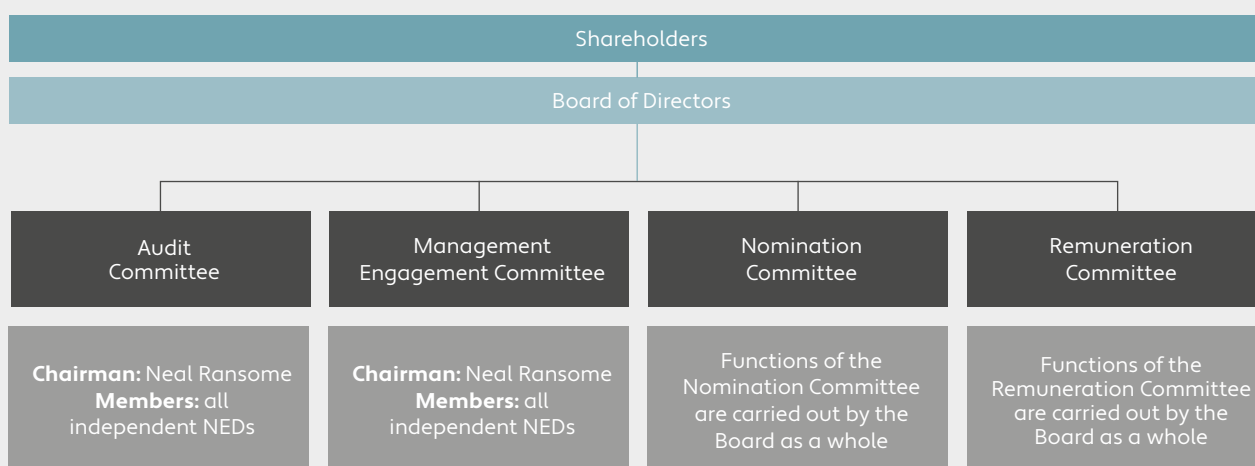 Shareholders
Board of Directors
Audit
Committee
Management
Engagement Committee
Nomination
Committee
Remuneration
Committee
Chairman: Neal Ransome
Members: all
independent NEDs
Chairman: Neal Ransome
Members: all
independent NEDs
Functions of the
Nomination Committee
are carried out by the
Board as a whole
Functions of the
Remuneration Committee
are carried out by the
Board as a whole